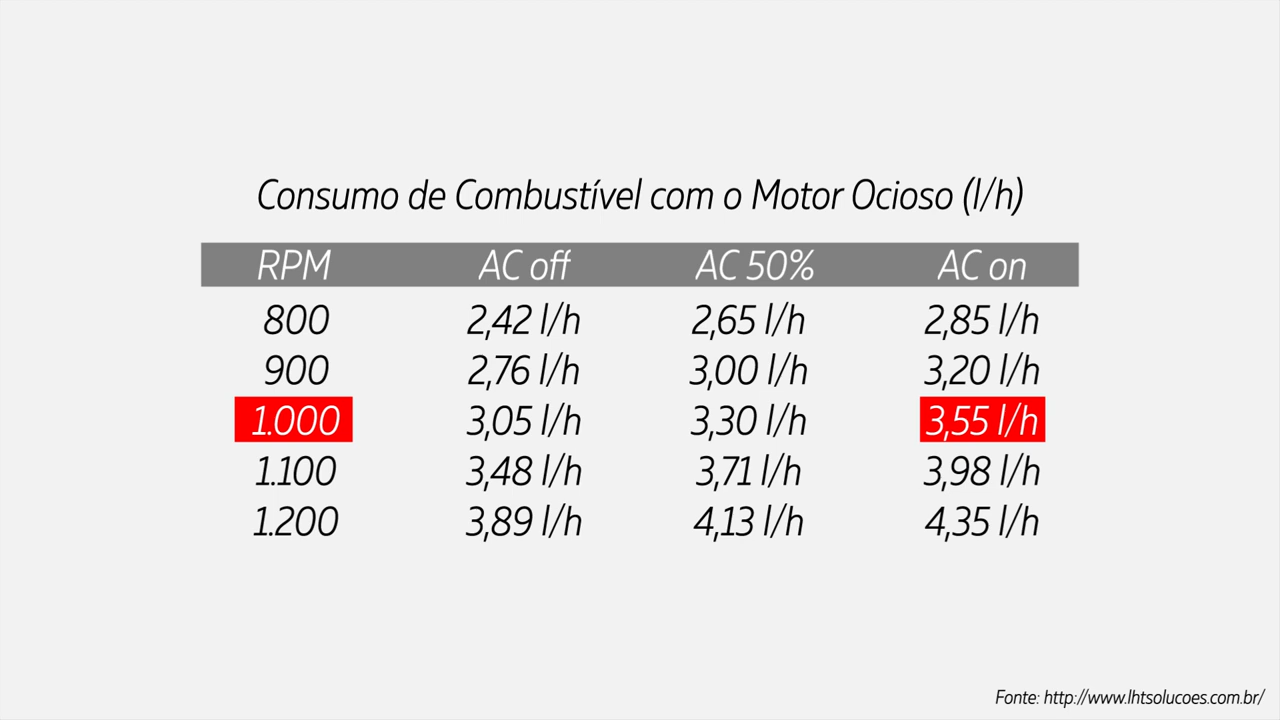 Consumo de Combustível com o Motor Ocioso (l/h)
RPM AC off AC 50% AC on
800 2,42 l/h 2,65 l/h 2,85 l/h
900 2,76 l/h 3,00 l/h 3,20 l/h
1.000 3,05 l/h 3,30 l/h 3,55 l/h
1.100 3,48 l/h 3,71 l/h 3,98 l/h
1.200 3,89 l/h 4,13 l/h 4,35 l/h
Fonte: http://www.lhtsolucoes.com.br/